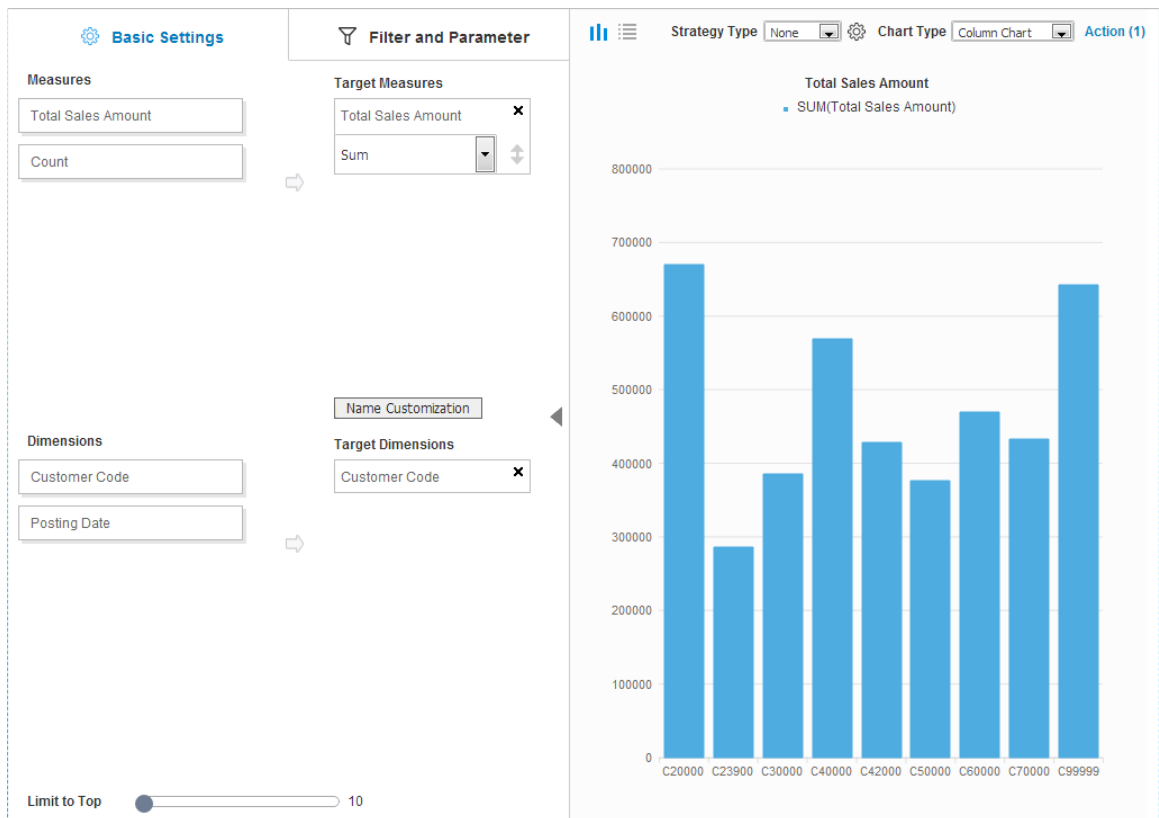 Basic Settings
Filter and Parameter
Measures
Total Sales Amount
Count
Target Measures
Total Sales Amount
Sum
Name Customization
Dimensions
Customer Code
Posting Date
Target Dimensions
Customer Code
Limit to Top 10
Strategy Type None Chart Type Column Chart Action (1)
Total Sales Amount
SUM(Total Sales Amount)
800000
700000
600000
500000
400000
300000
200000
100000
0
C20000 C23900 C30000 C40000 C42000 C50000 C60000 C70000 C99999